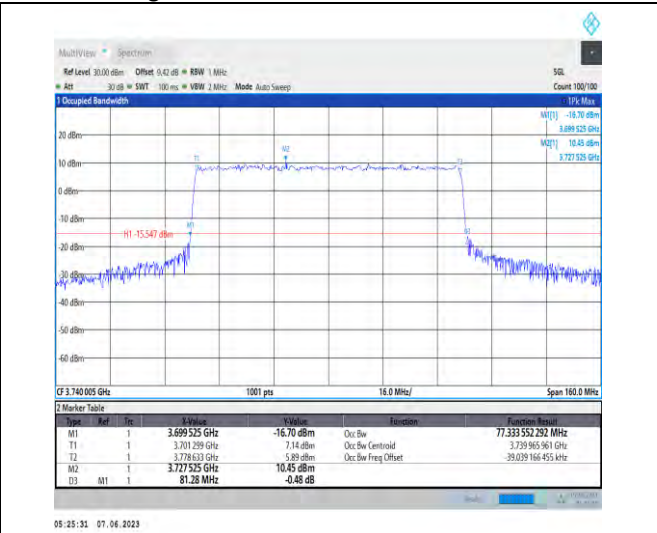 MultiView Spectrum
Ref Level 30.00 dBm Offset 9.42 dB RBW 1 MHz SGL
Att 30 dB SWT 100 ms VBW 2 MHz Mode Auto Sweep Count 100/100
1 Occupied Bandwidth 1Pk Max
M1[1] -16.70 dBm
3.699 525 GHz
M2[1] 10.45 dBm
3.727 525 GHz
20 dBm
M2
10 dBm
T1
0 dBm
-10 dBm
M1
H1 -15.547 dBm
-20 dBm
-30 dBm
-40 dBm
-50 dBm
-60 dBm
CF 3.740 005 GHz 1001 pts 16.0 MHz/ Span 160.0 MHz
2 Marker Table
Type Ref Trc X-Value Y-Value Function Function Result
M1 1 3.699 525 GHz -16.70 dBm Occ Bw 77.333 552 292 MHz
T1 1 3.701 299 GHz 7.14 dBm Occ Bw Centroid 3.739 965 961 GHz
T2 1 3.778 633 GHz 5.89 dBm Occ Bw Freq Offset -39.039 166 455 kHz
M2 1 3.727 525 GHz 10.45 dBm
D3 M1 1 81.28 MHz -0.48 dB
05:25:31 07.06.2023